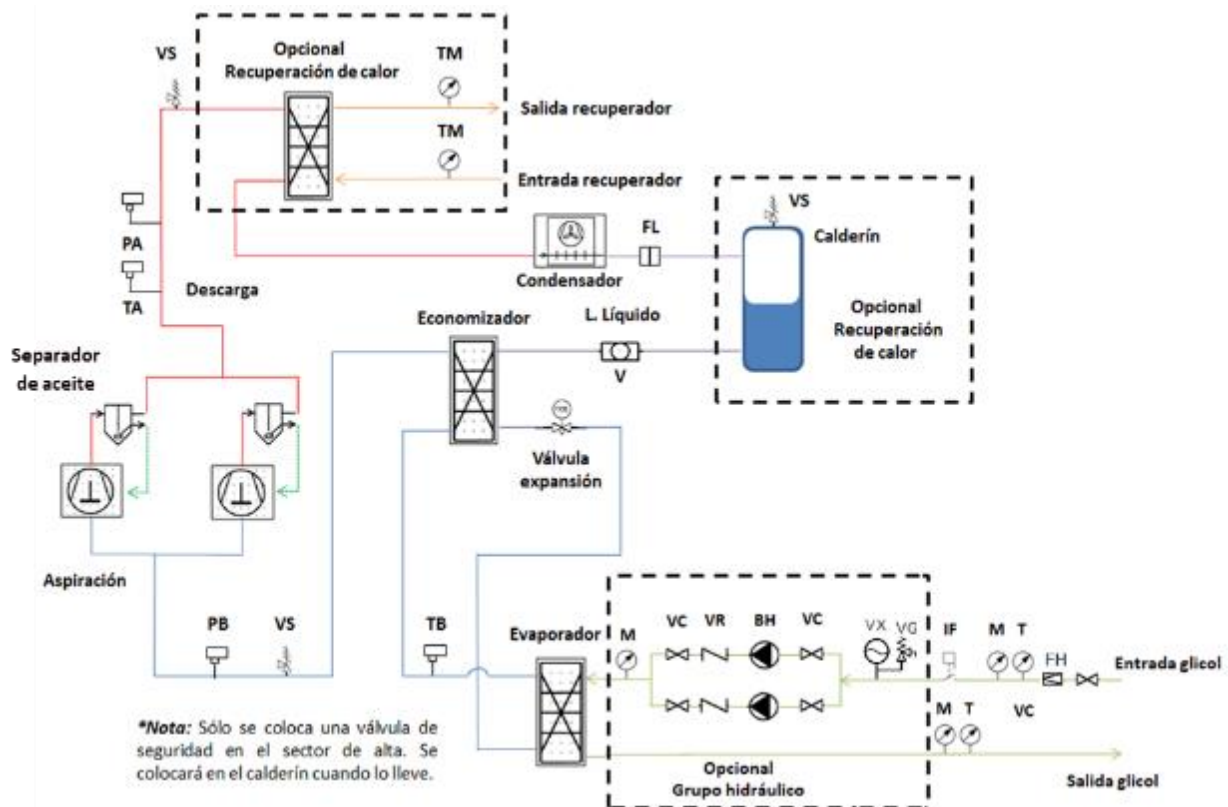 VS
Opcional
Recuperación de calor
TM
Salida recuperador
TM
Entrada recuperador
PA
TA
Descarga
Condensador
FL
VS
Calderín
Opcional
Recuperación
de calor
Economizador
L. Líquido
V
Separador
de aceite
Válvula
expansión
Aspiración
PB
VS
TB
Evaporador
M
VC
VR
BH
VC
VX
VG
IF
M
T
FH
Entrada glicol
M
T
VC
Salida glicol
Opcional
Grupo hidráulico
*Nota: Sólo se coloca una válvula de
seguridad en el sector de alta. Se
colocará en el calderín cuando lo lleve.